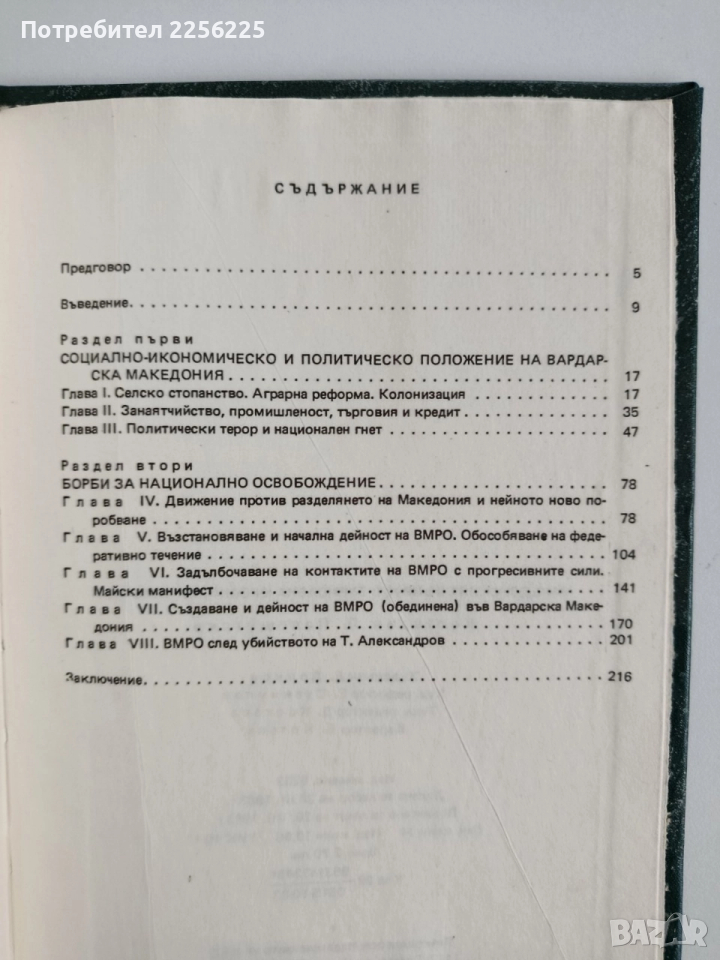 Потребител 2256225
СЪДЪРЖАНИЕ
Предговор . . . . . . . . . . . . . . . . . . . . 5
Въведение. . . . . . . . . . . . . . . . . . . . 9
Раздел първи
СОЦИАЛНО-ИКОНОМИЧЕСКО И ПОЛИТИЧЕСКО ПОЛОЖЕНИЕ НА ВАРДАР-
СКА МАКЕДОНИЯ . . . . . . . . . . . . . . . . . . . . 17
Глава I. Селско стопанство. Аграрна реформа. Колонизация . . . . . . . . . . 17
Глава II. Занаятчийство, промишленост, търговия и кредит . . . . . . . . . . 35
Глава III. Политически терор и национален гнет . . . . . . . . . . 47
Раздел втори
БОРБИ ЗА НАЦИОНАЛНО ОСВОБОЖДЕНИЕ . . . . . . . . . . 78
Глава IV. Движение против разделянето на Македония и нейното ново по-
робване . . . . . . . . . . . . . . . . . . . . 78
Глава V. Възстановяване и начална дейност на ВМРО. Обособяване на феде-
ративно течение . . . . . . . . . . . . . . . . . . . . 104
Глава VI. Задълбочаване на контактите на ВМРО с прогресивните сили.
Майски манифест . . . . . . . . . . . . . . . . . . . . 141
Глава VII. Създаване и дейност на ВМРО (обединена) във Вардарска Маке-
дония . . . . . . . . . . . . . . . . . . . . 170
Глава VIII. ВМРО след убийството на Т. Александров . . . . . . . . . . 201
Заключение. . . . . . . . . . . . . . . . . . . . 216
BAZAR